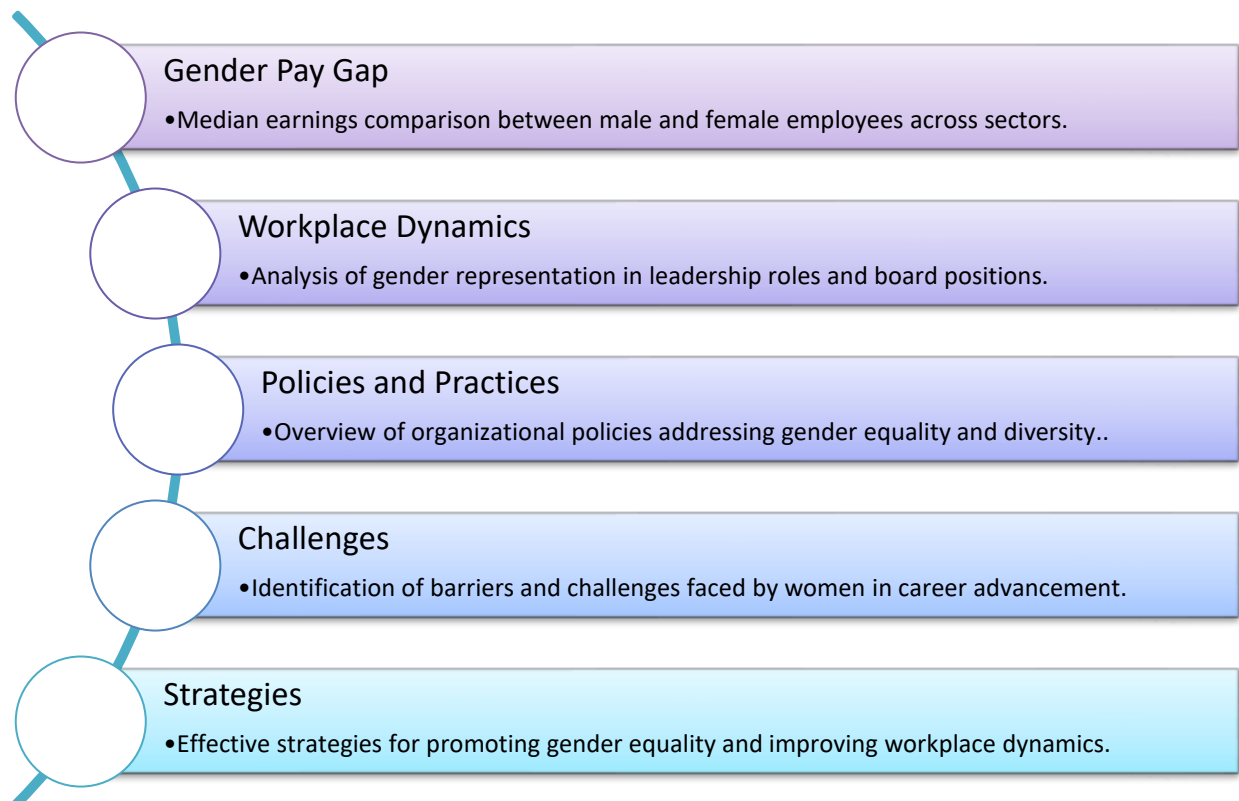 Gender Pay Gap
•Median earnings comparison between male and female employees across sectors.
Workplace Dynamics
•Analysis of gender representation in leadership roles and board positions.
Policies and Practices
•Overview of organizational policies addressing gender equality and diversity..
Challenges
•Identification of barriers and challenges faced by women in career advancement.
Strategies
•Effective strategies for promoting gender equality and improving workplace dynamics.